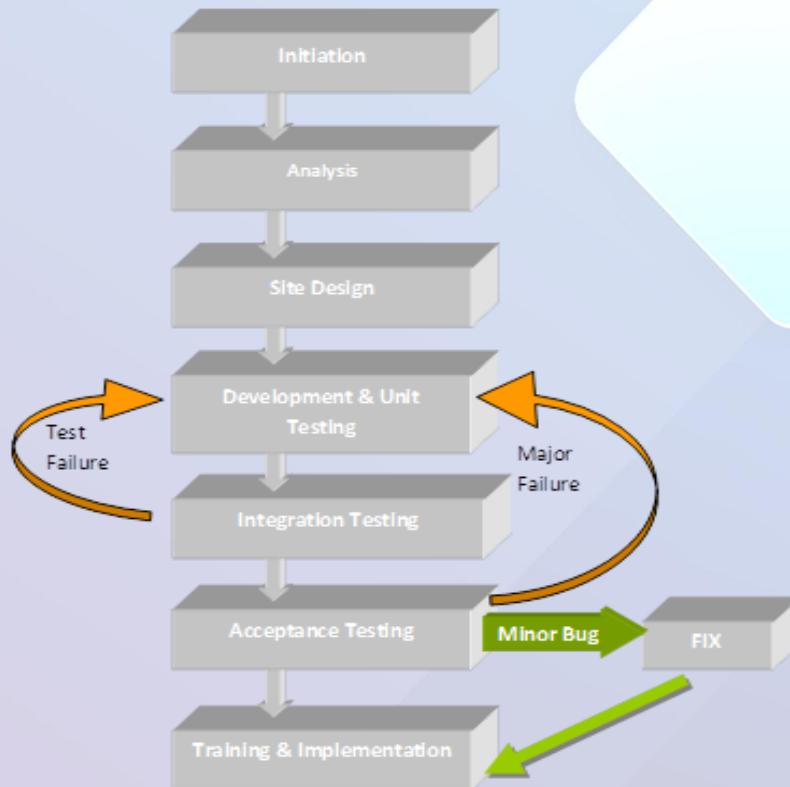 Initiation
Analysis
Site Design
Development & Unit
Testing
Test
Failure
Major
Failure
Integration Testing
Acceptance Testing
Minor Bug
FIX
Training & Implementation